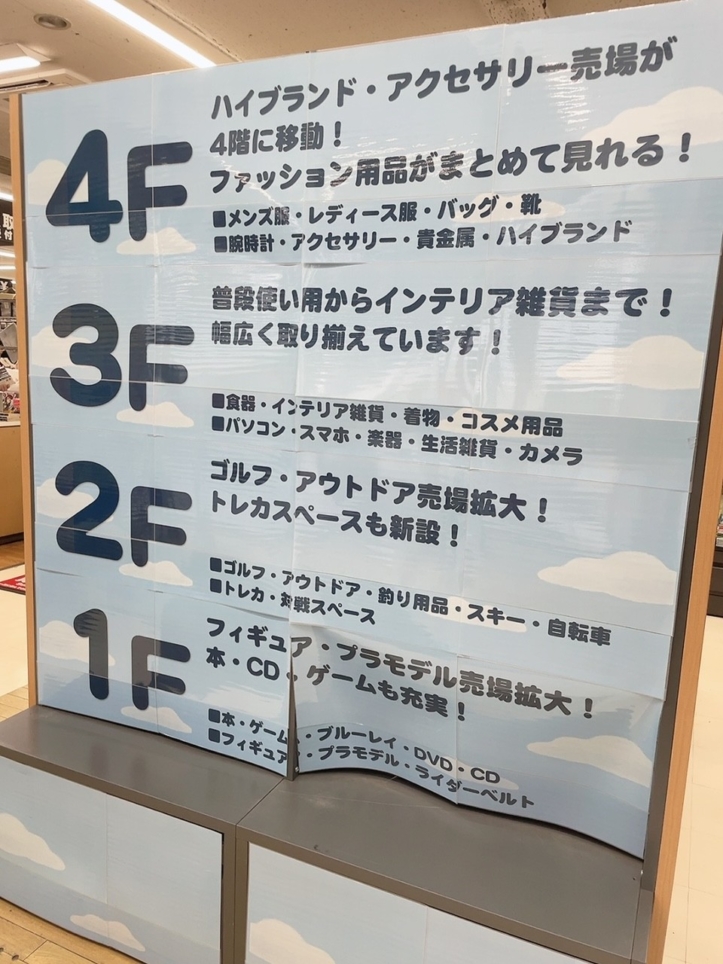 4F
ハイブランド・アクセサリー売場が
4階に移動！
ファッション用品がまとめて見れる！
■メンズ服・レディース服・バッグ・靴
■腕時計・アクセサリー・貴金属・ハイブランド
3F
普段使い用からインテリア雑貨まで！
幅広く取り揃えています！
■食器・インテリア雑貨・着物・コスメ用品
■パソコン・スマホ・楽器・生活雑貨・カメラ
2F
ゴルフ・アウトドア売場拡大！
トレカスペースも新設！
■ゴルフ・アウトドア・釣り用品・スキー・自転車
■トレカ・対戦スペース
1F
フィギュア・プラモデル売場拡大！
本・CD・ゲームも充実！
■本・ゲーム・ブルーレイ・DVD・CD
■フィギュア・プラモデル・ライダーベルト